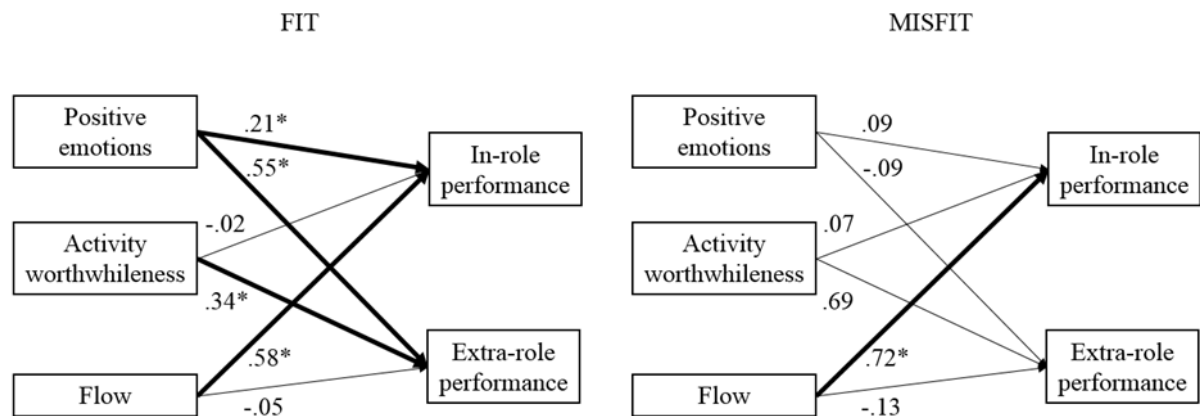 FIT
Positive
emotions
Activity
worthwhileness
Flow
.21*
.55*
-.02
.34*
.58*
-.05
In-role
performance
Extra-role
performance
MISFIT
Positive
emotions
Activity
worthwhileness
Flow
.09
-.09
.07
.69
.72*
-.13
In-role
performance
Extra-role
performance